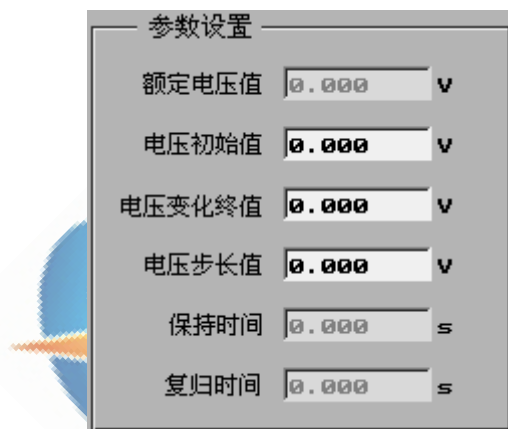 参数设置
额定电压值 0.000 V
电压初始值 0.000 V
电压变化终值 0.000 V
电压步长值 0.000 V
保持时间 0.000 s
复归时间 0.000 s